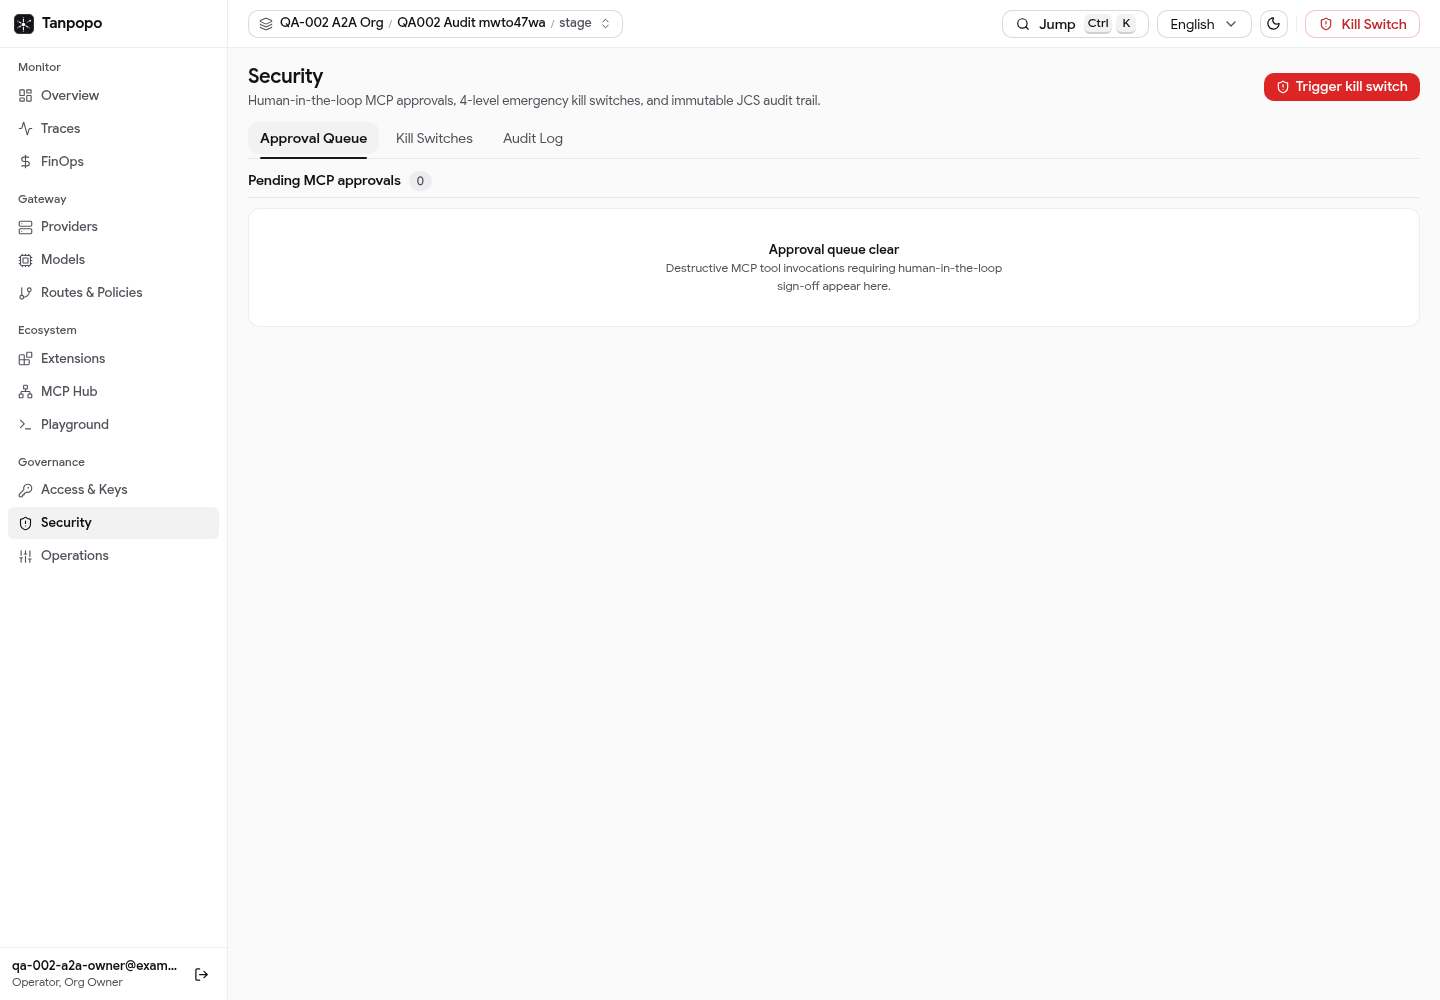 Tanpopo
QA-002 A2A Org / QA002 Audit mwto47wa / stage
Jump Ctrl K
English
Kill Switch
Monitor
Overview
Traces
FinOps
Gateway
Providers
Models
Routes & Policies
Ecosystem
Extensions
MCP Hub
Playground
Governance
Access & Keys
Security
Operations
qa-002-a2a-owner@exam...
Operator, Org Owner
Security
Human-in-the-loop MCP approvals, 4-level emergency kill switches, and immutable JCS audit trail.
Trigger kill switch
Approval Queue Kill Switches Audit Log
Pending MCP approvals 0
Approval queue clear
Destructive MCP tool invocations requiring human-in-the-loop
sign-off appear here.